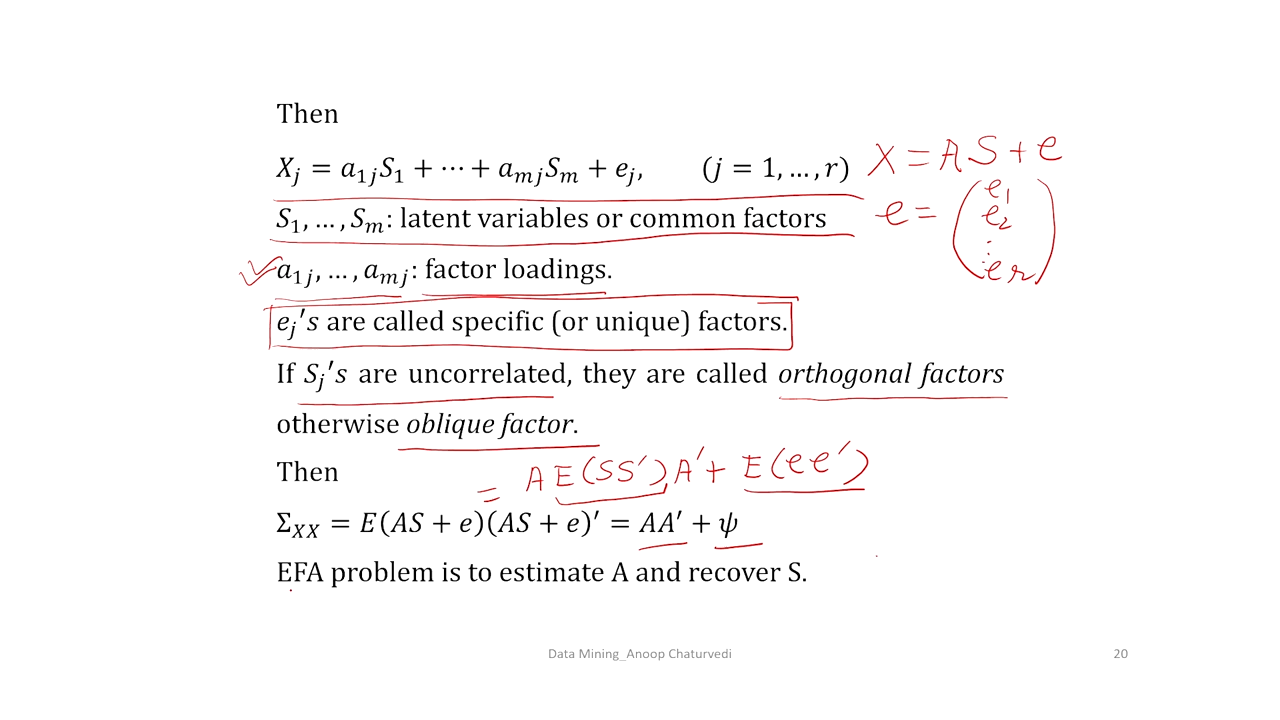 Then
X_j = a_{1j}S_1 + ⋯ + a_{mj}S_m + e_j, (j = 1, … , r) X = A S + e
S_1, … , S_m: latent variables or common factors e = (e_1 e_2 ⋮ e_r)
a_{1j}, … , a_{mj}: factor loadings.
e_j's are called specific (or unique) factors.
If S_j's are uncorrelated, they are called orthogonal factors
otherwise oblique factor.
Then = A E(SS')A' + E(ee')
Σ_{XX} = E(AS + e)(AS + e)' = AA' + ψ
EFA problem is to estimate A and recover S.
Data Mining_Anoop Chaturvedi 20